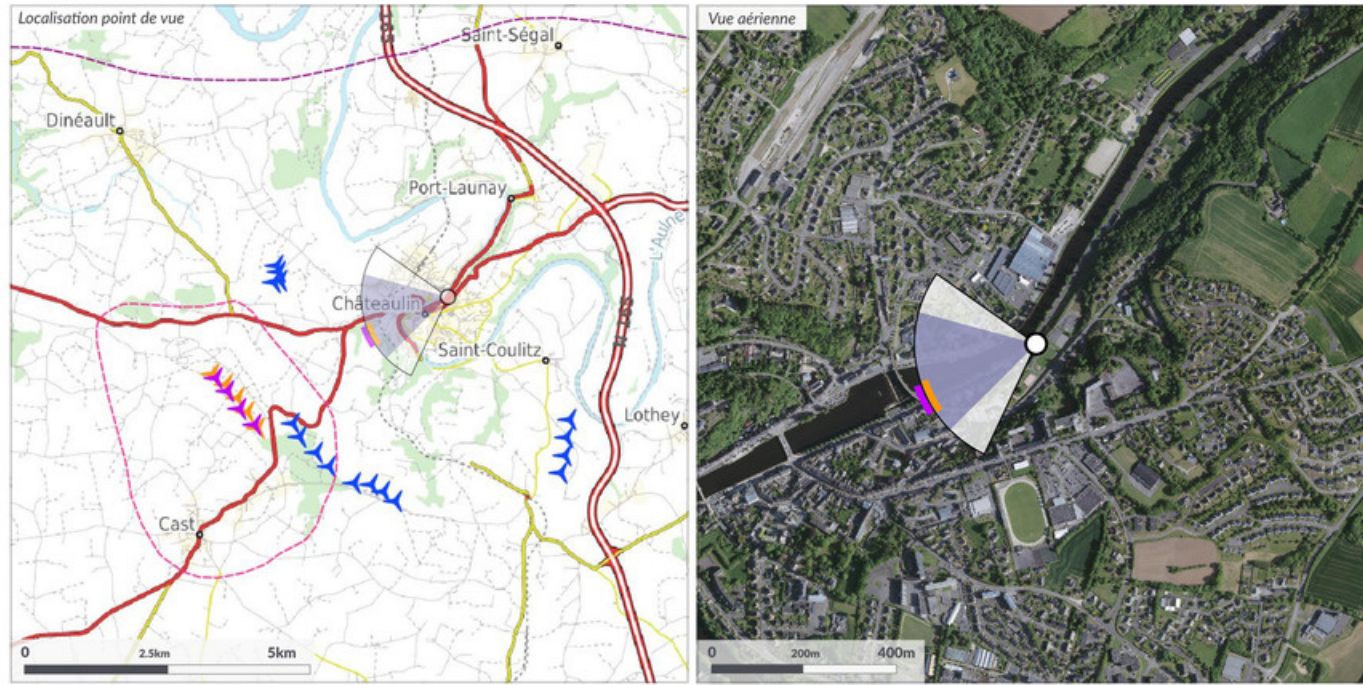 Localisation point de vue
Saint-Ségal
Dinéault
Port-Launay
L'Aulne
Châteaulin
Saint-Coulitz
Lothey
Cast
0 2.5km 5km
Vue aérienne
0 200m 400m